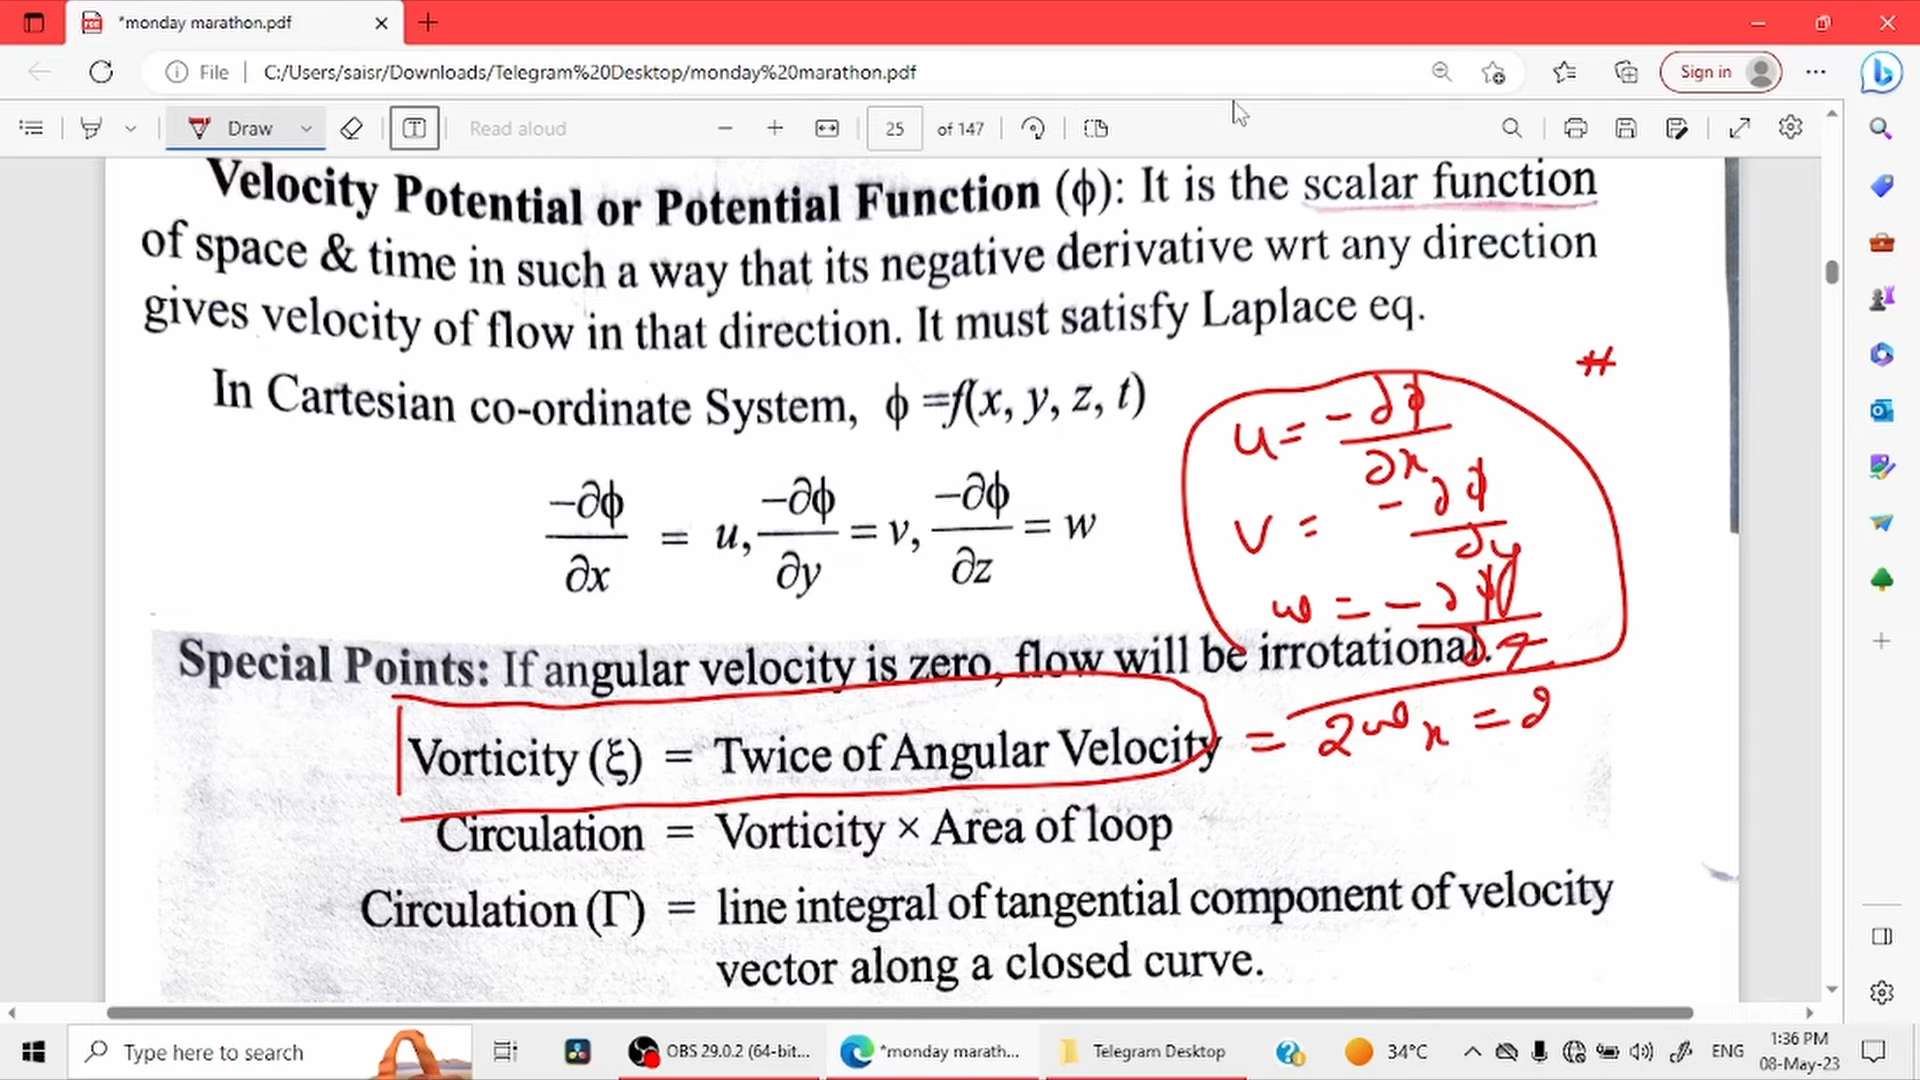 *monday marathon.pdf
File C:/Users/saisr/Downloads/Telegram%20Desktop/monday%20marathon.pdf
Sign in
Draw
Read aloud
25 of 147
Velocity Potential or Potential Function (ϕ): It is the scalar function
of space & time in such a way that its negative derivative wrt any direction
gives velocity of flow in that direction. It must satisfy Laplace eq.
In Cartesian co-ordinate System, ϕ =f(x, y, z, t)
−∂ϕ/∂x = u, −∂ϕ/∂y = v, −∂ϕ/∂z = w
#
u = −∂ϕ/∂x
v = −∂ϕ/∂y
w = −∂ϕ/∂z
Special Points: If angular velocity is zero, flow will be irrotational.
Vorticity (ξ) = Twice of Angular Velocity = 2ωx = 2
Circulation = Vorticity × Area of loop
Circulation (Γ) = line integral of tangential component of velocity
vector along a closed curve.
Type here to search
OBS 29.0.2 (64-bit...
*monday marath...
Telegram Desktop
34°C
ENG
1:36 PM
08-May-23